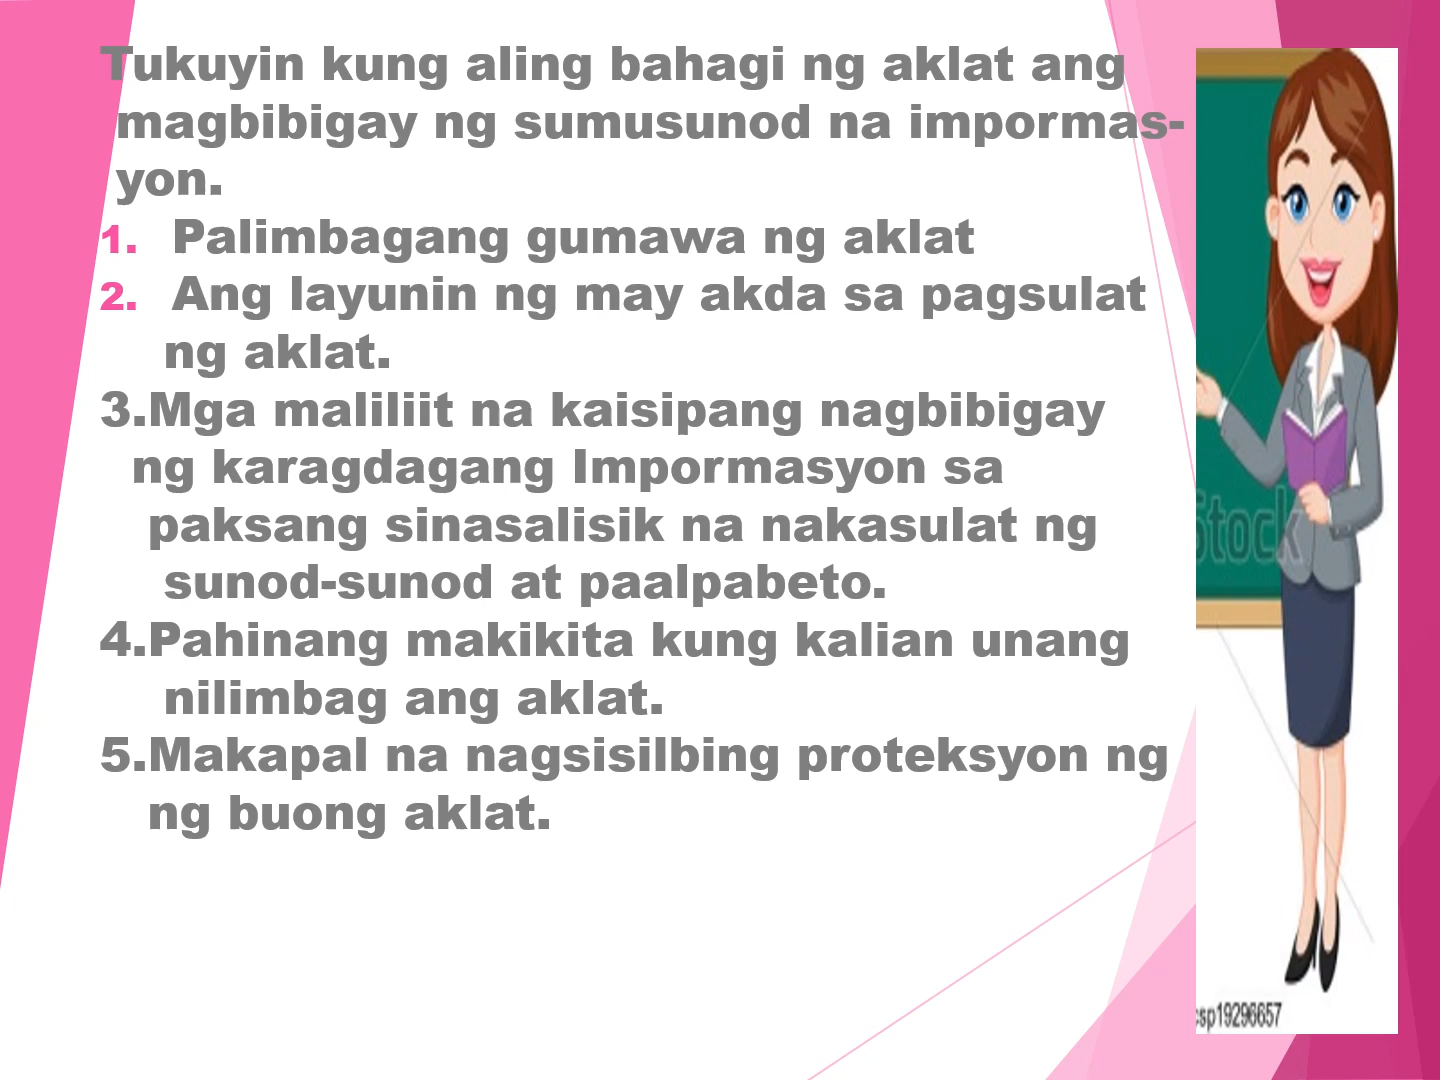 Tukuyin kung aling bahagi ng aklat ang
magbibigay ng sumusunod na impormas-
yon.
1. Palimbagang gumawa ng aklat
2. Ang layunin ng may akda sa pagsulat
ng aklat.
3.Mga maliliit na kaisipang nagbibigay
ng karagdagang Impormasyon sa
paksang sinasalisik na nakasulat ng
sunod-sunod at paalpabeto.
4.Pahinang makikita kung kalian unang
nilimbag ang aklat.
5.Makapal na nagsisilbing proteksyon ng
ng buong aklat.
Stock
csp19296657